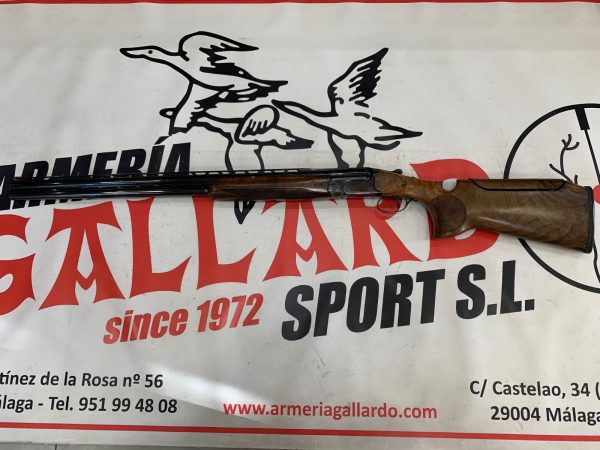 ARMERÍA
GALLARDO
SPORT S.L.
since 1972
tínez de la Rosa nº 56
álaga - Tel. 951 99 48 08
www.armeriagallardo.com
C/ Castelao, 34 (
29004 Málaga